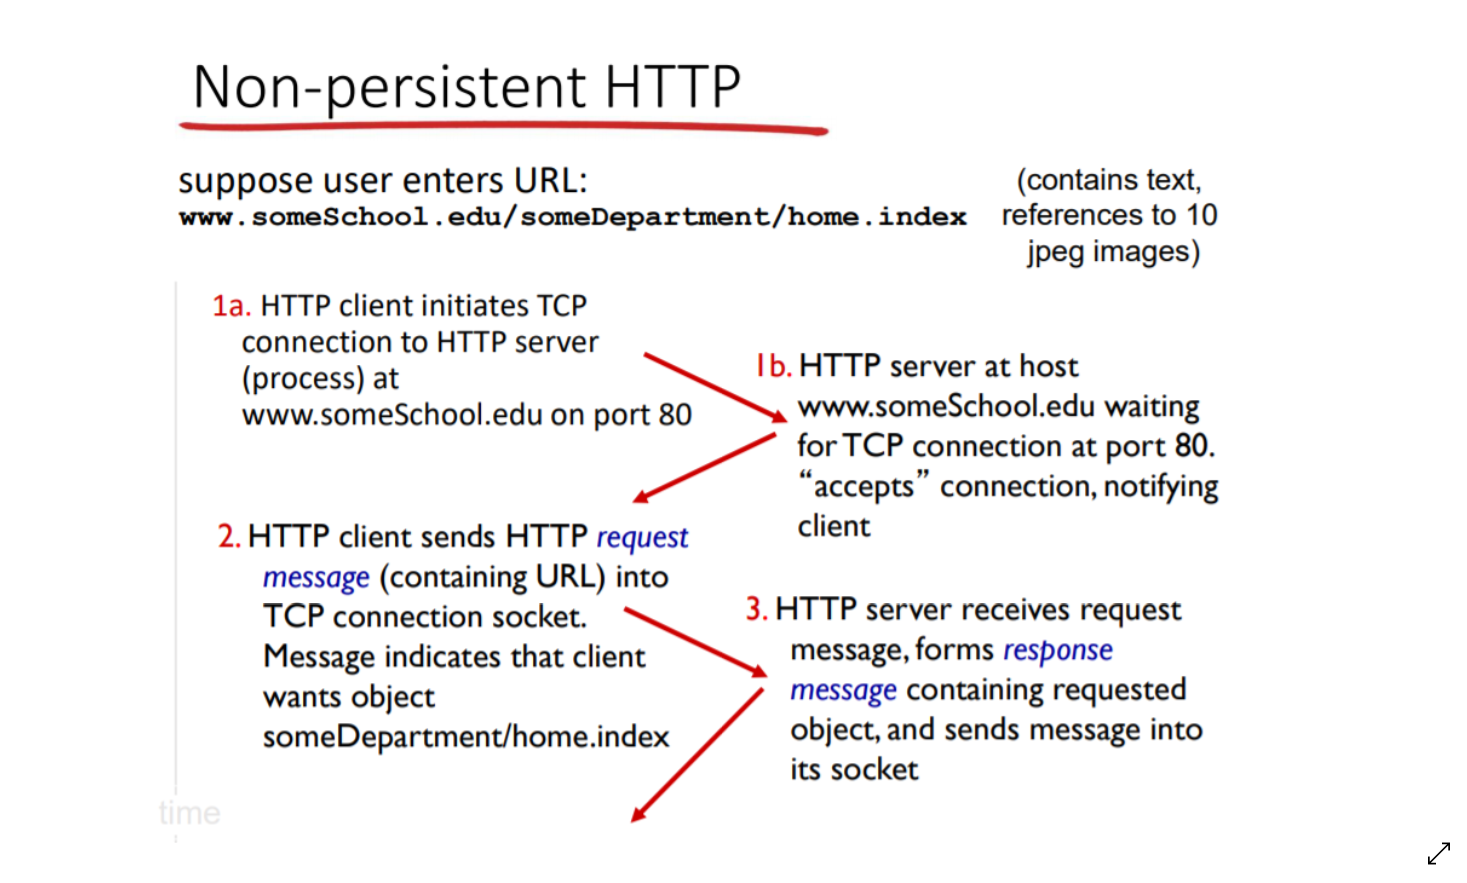 Non-persistent HTTP
suppose user enters URL:
www.someSchool.edu/someDepartment/home.index
(contains text,
references to 10
jpeg images)
1a. HTTP client initiates TCP
connection to HTTP server
(process) at
www.someSchool.edu on port 80
1b. HTTP server at host
www.someSchool.edu waiting
for TCP connection at port 80.
“accepts” connection, notifying
client
2. HTTP client sends HTTP request
message (containing URL) into
TCP connection socket.
Message indicates that client
wants object
someDepartment/home.index
3. HTTP server receives request
message, forms response
message containing requested
object, and sends message into
its socket
time